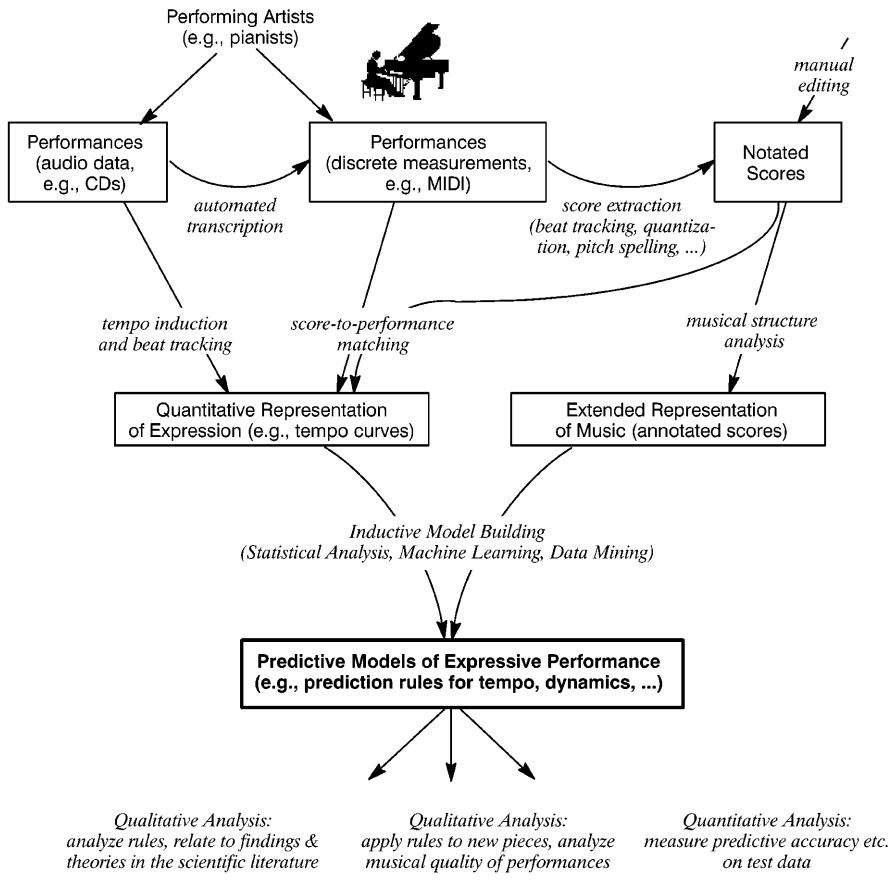 Performing Artists
(e.g., pianists)
manual
editing
Performances
(audio data,
e.g., CDs)
Performances
(discrete measurements,
e.g., MIDI)
Notated
Scores
automated
transcription
score extraction
(beat tracking, quantiza-
tion, pitch spelling, ...)
tempo induction
and beat tracking
score-to-performance
matching
musical structure
analysis
Quantitative Representation
of Expression (e.g., tempo curves)
Extended Representation
of Music (annotated scores)
Inductive Model Building
(Statistical Analysis, Machine Learning, Data Mining)
Predictive Models of Expressive Performance
(e.g., prediction rules for tempo, dynamics, ...)
Qualitative Analysis:
analyze rules, relate to findings &
theories in the scientific literature
Qualitative Analysis:
apply rules to new pieces, analyze
musical quality of performances
Quantitative Analysis:
measure predictive accuracy etc.
on test data